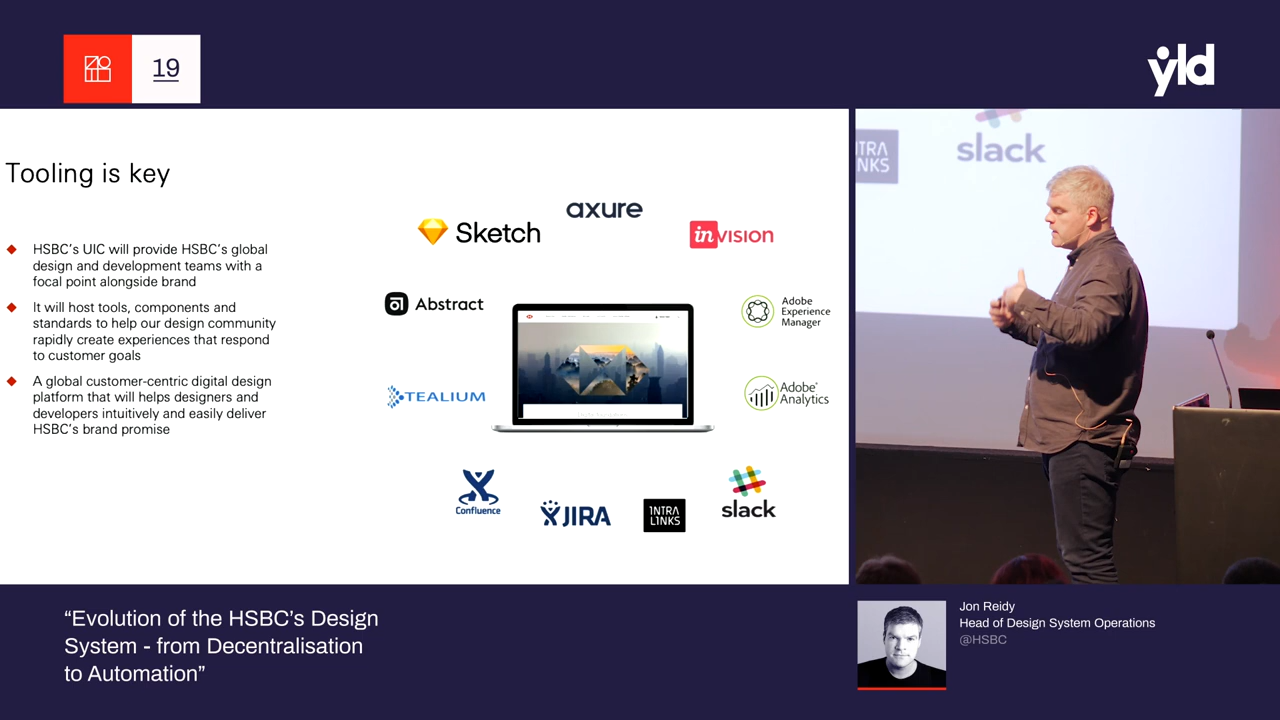 19
yld
Tooling is key
HSBC's UIC will provide HSBC's global
design and development teams with a
focal point alongside brand
It will host tools, components and
standards to help our design community
rapidly create experiences that respond
to customer goals
A global customer-centric digital design
platform that will helps designers and
developers intuitively and easily deliver
HSBC's brand promise
axure
Sketch
inVISION
Abstract
Adobe
Experience
Manager
TEALIUM
Adobe®
Analytics
Confluence
JIRA
INTRA
LINKS
slack
NTRA
NKS
slack
“Evolution of the HSBC's Design
System - from Decentralisation
to Automation”
Jon Reidy
Head of Design System Operations
@HSBC